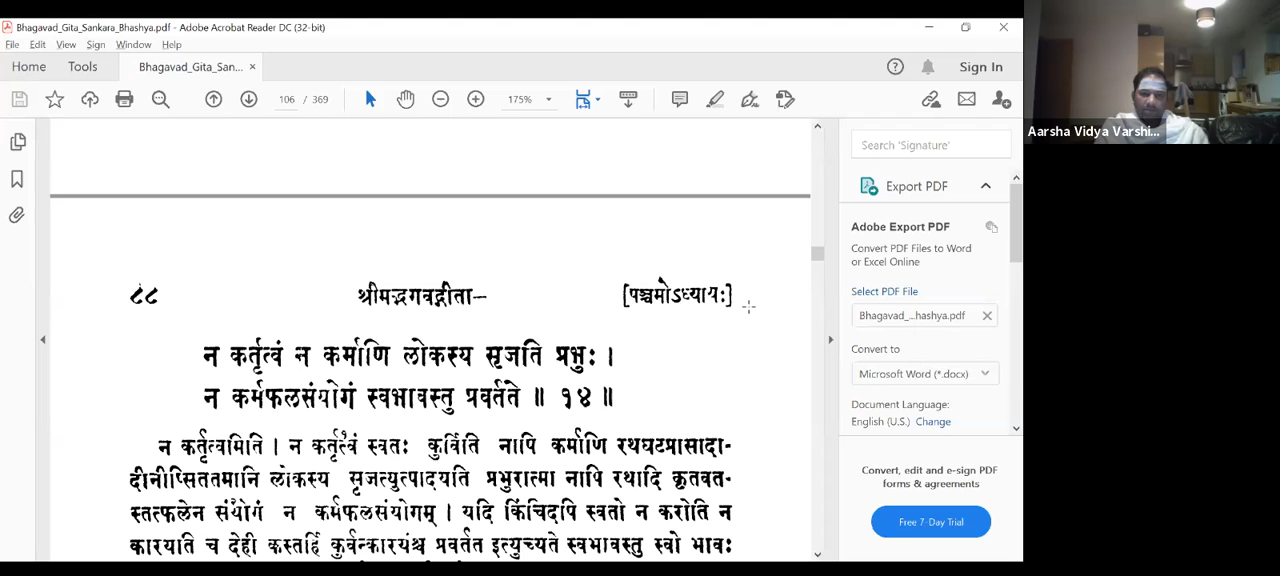 Bhagavad_Gita_Sankara_Bhashya.pdf - Adobe Acrobat Reader DC (32-bit)
File Edit View Sign Window Help
Home Tools Bhagavad_Gita_San... × Sign In
106 / 369 175%
Aarsha Vidya Varshi...
Search 'Signature'
Export PDF
Adobe Export PDF
Convert PDF Files to Word
or Excel Online
Select PDF File
Bhagavad_...hashya.pdf
Convert to
Microsoft Word (*.docx)
Document Language:
English (U.S.) Change
Convert, edit and e-sign PDF
forms & agreements
Free 7-Day Trial
८८ श्रीमद्भगवद्गीता— [पञ्चमोऽध्यायः]
न कर्तृत्वं न कर्माणि लोकस्य सृजति प्रभुः ।
न कर्मफलसंयोगं स्वभावस्तु प्रवर्तते ॥ १४ ॥
न कर्तृत्वमिति । न कर्तृत्वं स्वतः कुर्विति नापि कर्माणि रथघटप्रासादा-
दीनीप्सिततमानि लोकस्य सृजत्युत्पादयति प्रभुरात्मा नापि रथादि कृतवत-
स्तत्फलेन संयोगं न कर्मफलसंयोगम् । यदि किंचिदपि स्वतो न करोति न
कारयति च देही कस्तर्हि कुर्वन्कारयंश्च प्रवर्तत इत्युच्यते स्वभावस्तु स्वो भावः